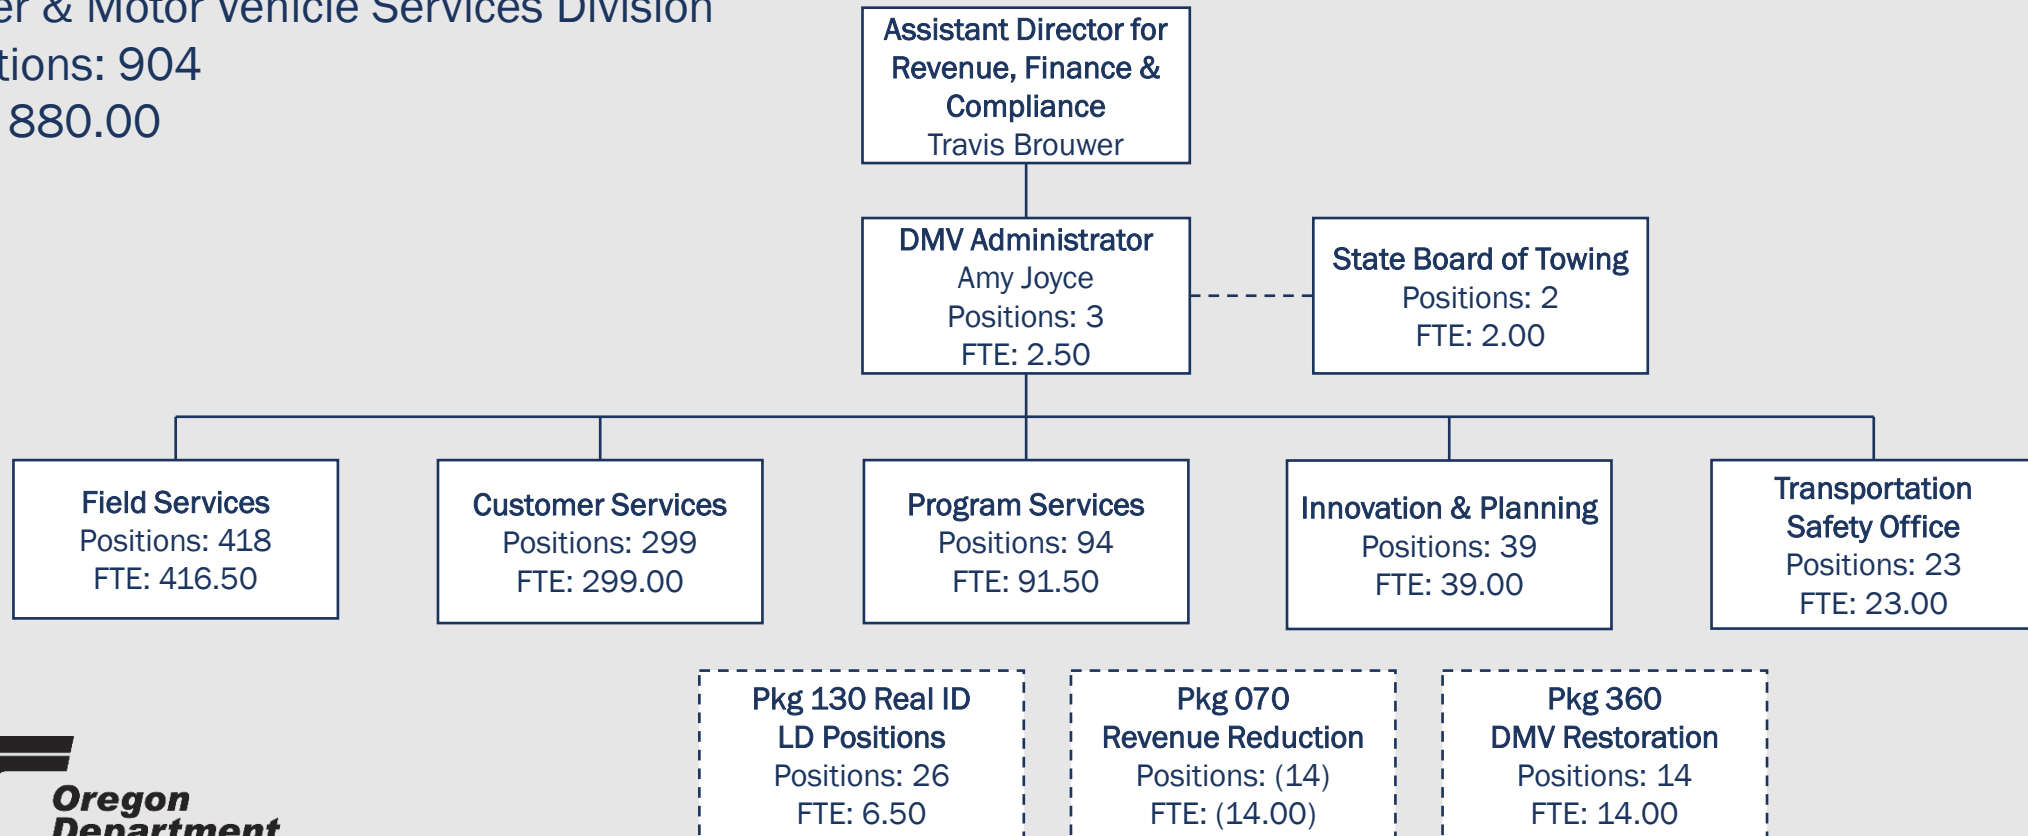 & Motor Vehicle Services Division
904
880.00
Assistant Director for
Revenue, Finance &
Compliance
Travis Brouwer
DMV Administrator
Amy Joyce
Positions: 3
FTE: 2.50
State Board of Towing
Positions: 2
FTE: 2.00
Field Services
Positions: 418
FTE: 416.50
Customer Services
Positions: 299
FTE: 299.00
Program Services
Positions: 94
FTE: 91.50
Innovation & Planning
Positions: 39
FTE: 39.00
Transportation
Safety Office
Positions: 23
FTE: 23.00
Pkg 130 Real ID
LD Positions
Positions: 26
FTE: 6.50
Pkg 070
Revenue Reduction
Positions: (14)
FTE: (14.00)
Pkg 360
DMV Restoration
Positions: 14
FTE: 14.00
Oregon
Department